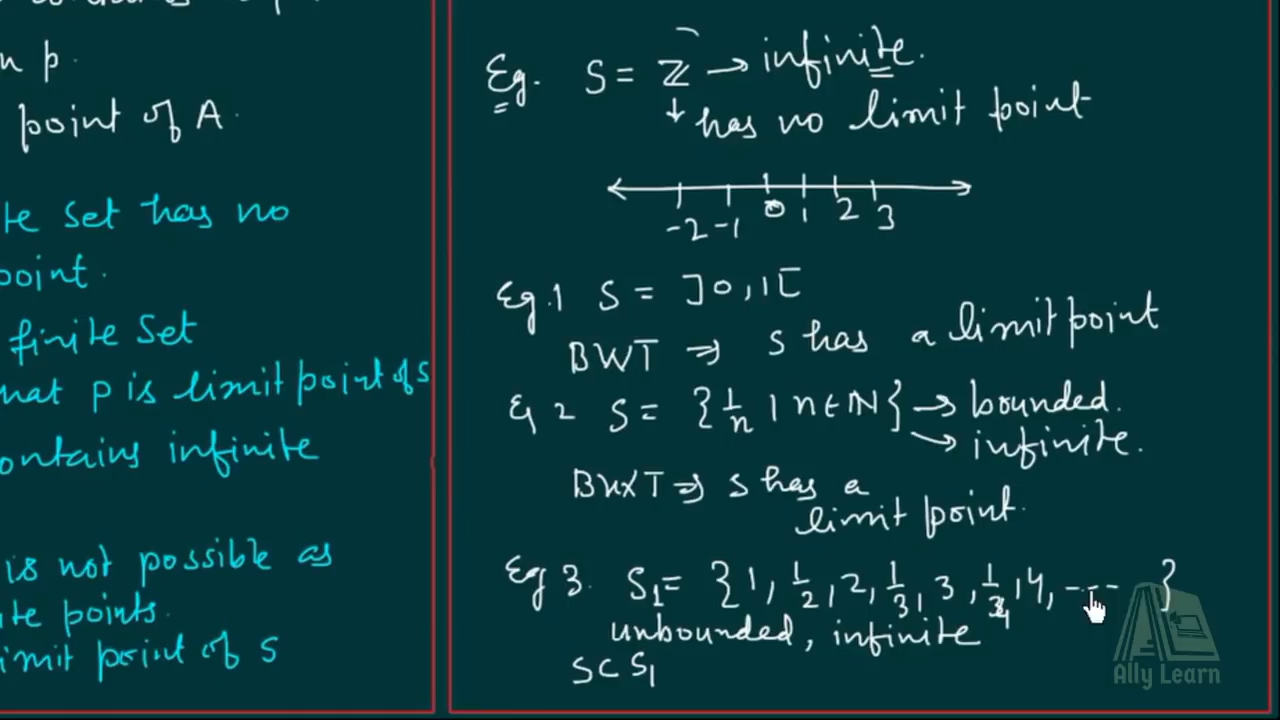 n p.
point of A.
te set has no
point.
finite set
hat p is limit point of s
ontains infinite
is not possible as
ite points.
limit point of S
Eg. S = ℤ → infinite.
↓ has no limit point
-2 -1 0 1 2 3
Eg.1 S = ]0,1[
BWT ⇒ S has a limit point
Eg 2 S = {1/n | n ∈ ℕ} → bounded.
→ infinite.
BWT ⇒ S has a
limit point.
Eg 3. S₁ = {1, 1/2, 2, 1/3, 3, 1/4, 4, ---- }
unbounded, infinite
S ⊂ S₁
Ally Learn